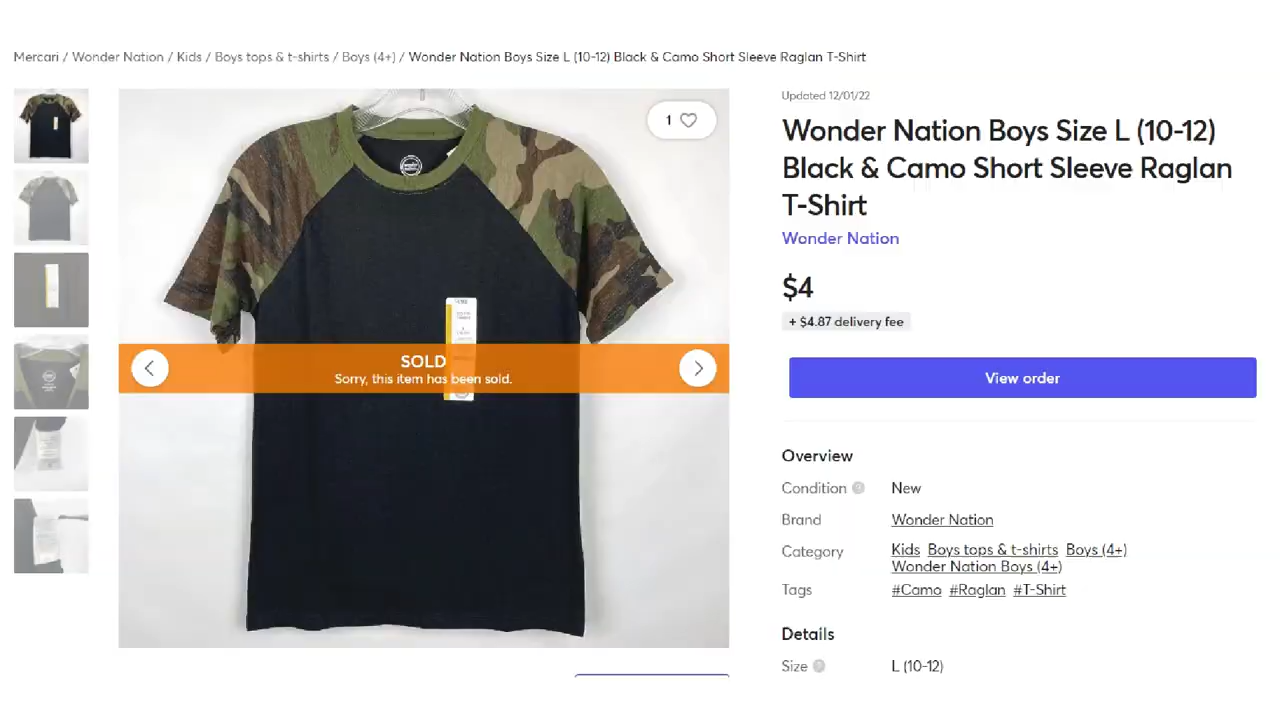 Mercari / Wonder Nation / Kids / Boys tops & t-shirts / Boys (4+) / Wonder Nation Boys Size L (10-12) Black & Camo Short Sleeve Raglan T-Shirt
1
SOLD
Sorry, this item has been sold.
Updated 12/01/22
Wonder Nation Boys Size L (10-12)
Black & Camo Short Sleeve Raglan
T-Shirt
Wonder Nation
$4
+ $4.87 delivery fee
View order
Overview
Condition ?
New
Brand
Wonder Nation
Category
Kids Boys tops & t-shirts Boys (4+)
Wonder Nation Boys (4+)
Tags
#Camo #Raglan #T-Shirt
Details
Size ?
L (10-12)